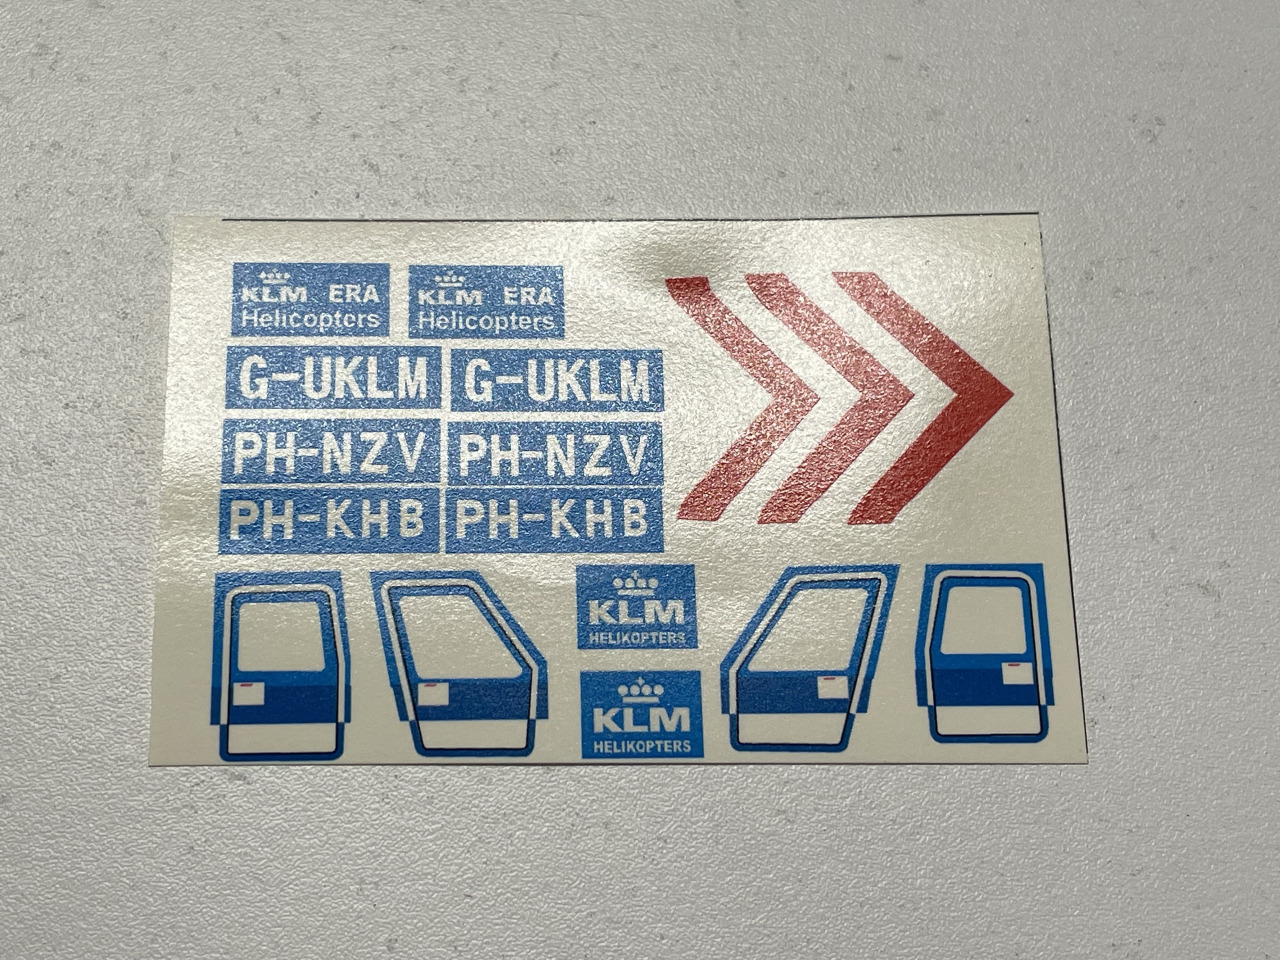 KLM ERA
Helicopters
KLM ERA
Helicopters
G-UKLM
G-UKLM
PH-NZV
PH-NZV
PH-KHB
PH-KHB
KLM
HELIKOPTERS
KLM
HELIKOPTERS